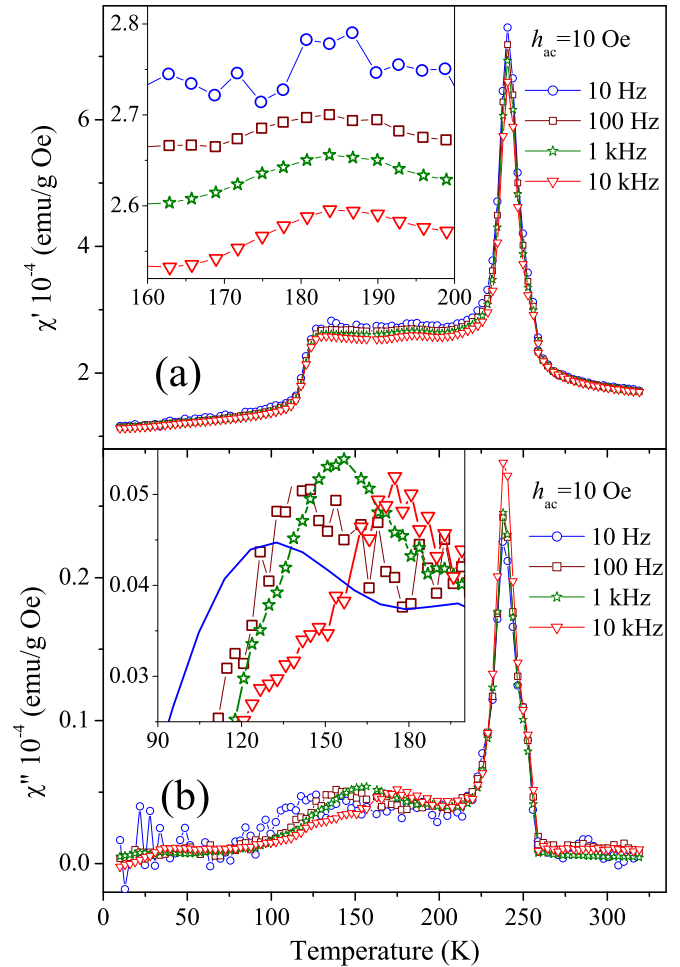 (a)
h_ac=10 Oe
10 Hz
100 Hz
1 kHz
10 kHz
2.8
2.7
2.6
160 170 180 190 200
χ' 10⁻⁴ (emu/g Oe)
6
4
2
(b)
h_ac=10 Oe
10 Hz
100 Hz
1 kHz
10 kHz
0.05
0.04
0.03
90 120 150 180
χ'' 10⁻⁴ (emu/g Oe)
0.2
0.1
0.0
0 50 100 150 200 250 300
Temperature (K)